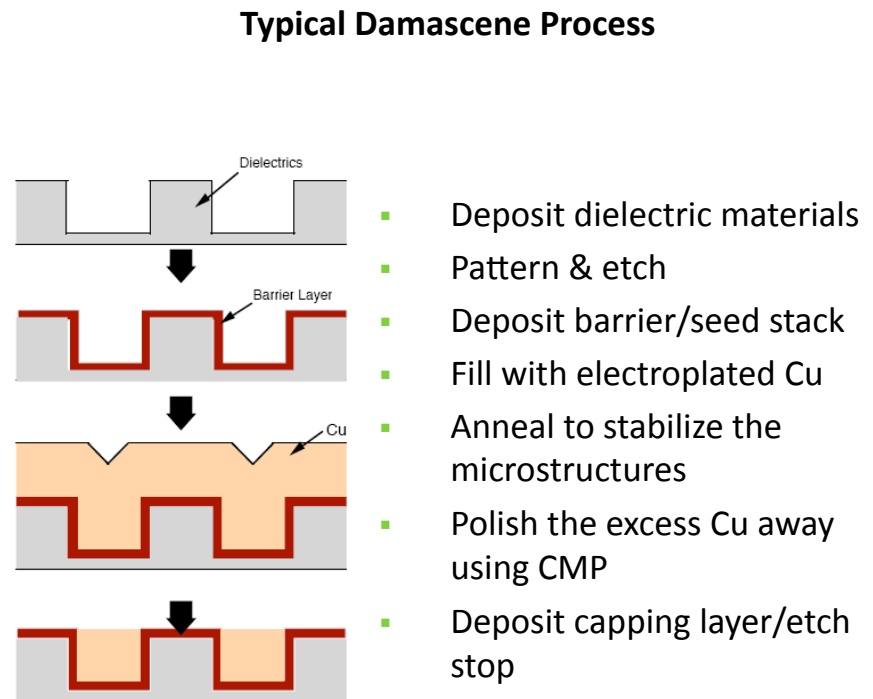 Typical Damascene Process
Dielectrics
Barrier Layer
Cu
▪ Deposit dielectric materials
▪ Pattern & etch
▪ Deposit barrier/seed stack
▪ Fill with electroplated Cu
▪ Anneal to stabilize the
microstructures
▪ Polish the excess Cu away
using CMP
▪ Deposit capping layer/etch
stop